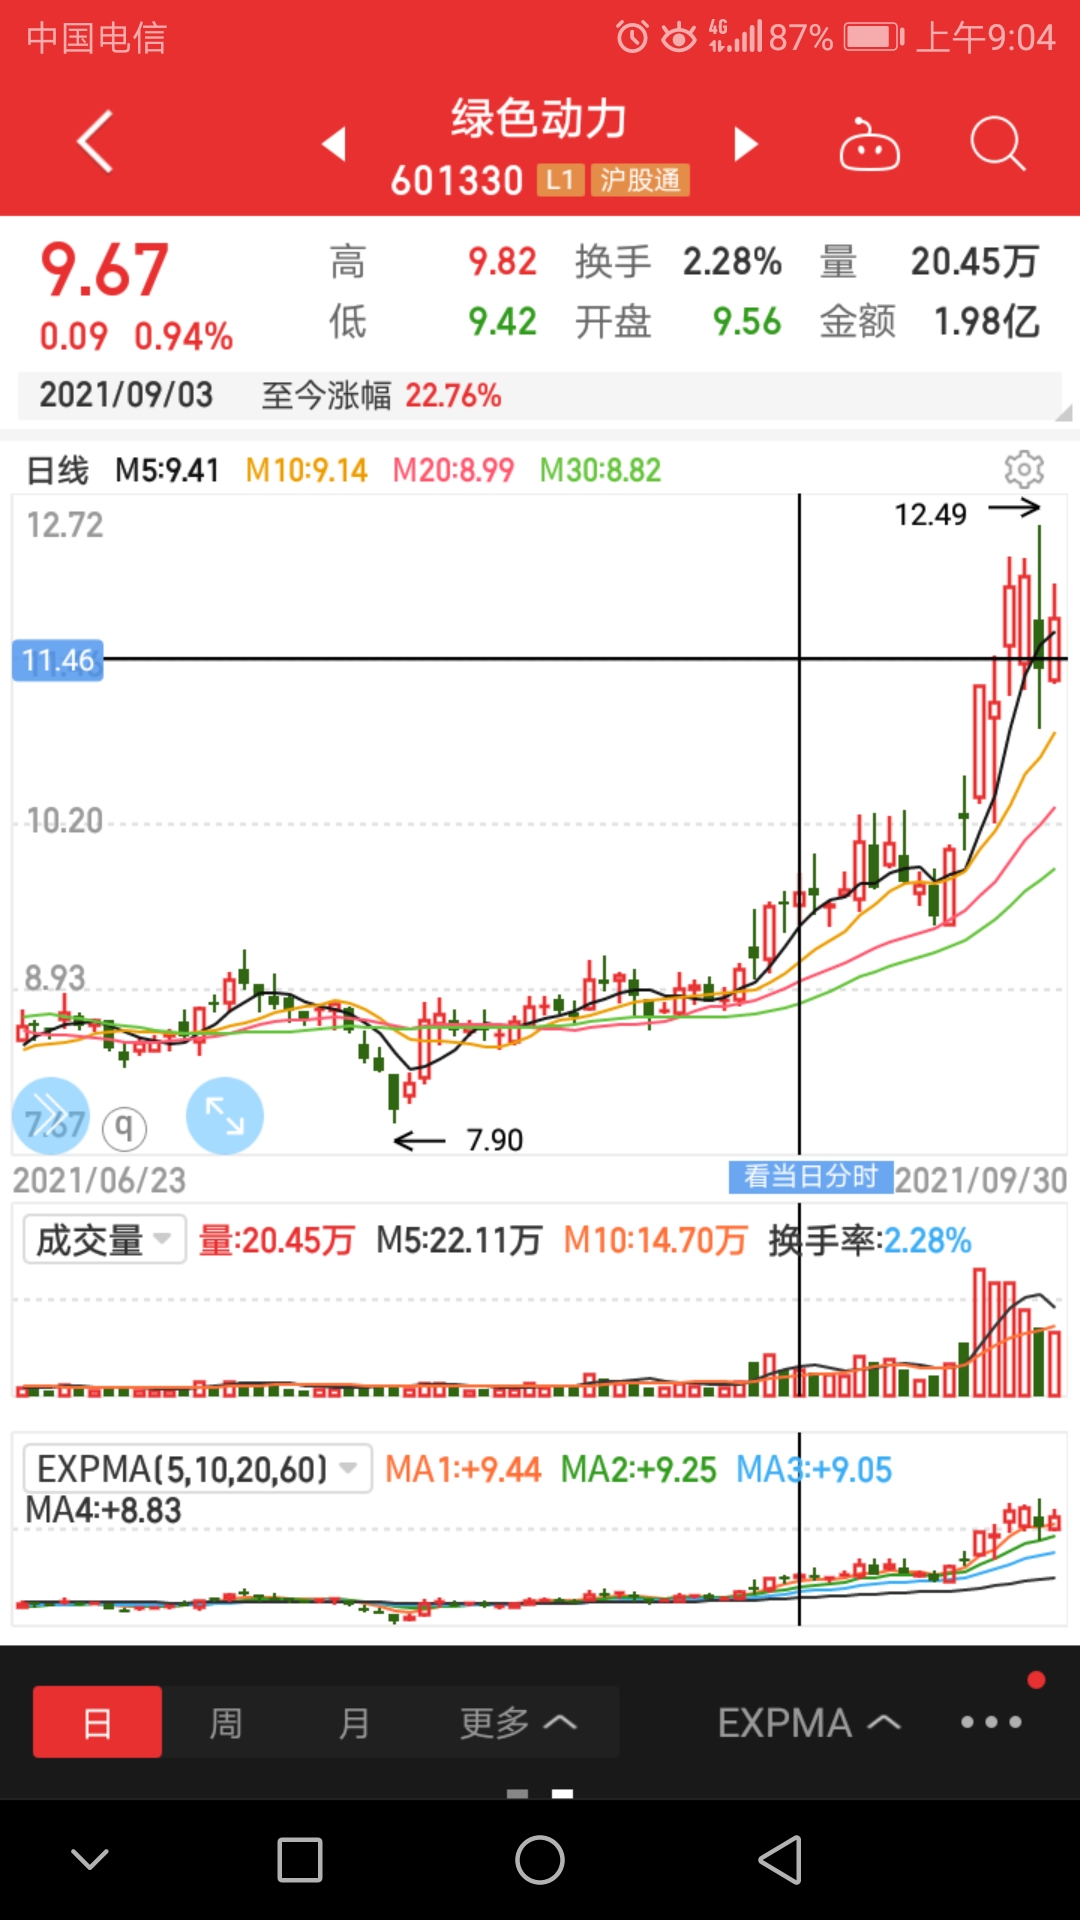 中国电信 4G 87% 上午9:04
绿色动力
601330 L1 沪股通
9.67 高 9.82 换手 2.28% 量 20.45万
0.09 0.94% 低 9.42 开盘 9.56 金额 1.98亿
2021/09/03 至今涨幅 22.76%
日线 M5:9.41 M10:9.14 M20:8.99 M30:8.82
12.72
12.49
11.46
10.20
8.93
7.67 q
7.90
2021/06/23 看当日分时 2021/09/30
成交量 量:20.45万 M5:22.11万 M10:14.70万 换手率:2.28%
EXPMA(5,10,20,60) MA1:+9.44 MA2:+9.25 MA3:+9.05
MA4:+8.83
日 周 月 更多 EXPMA